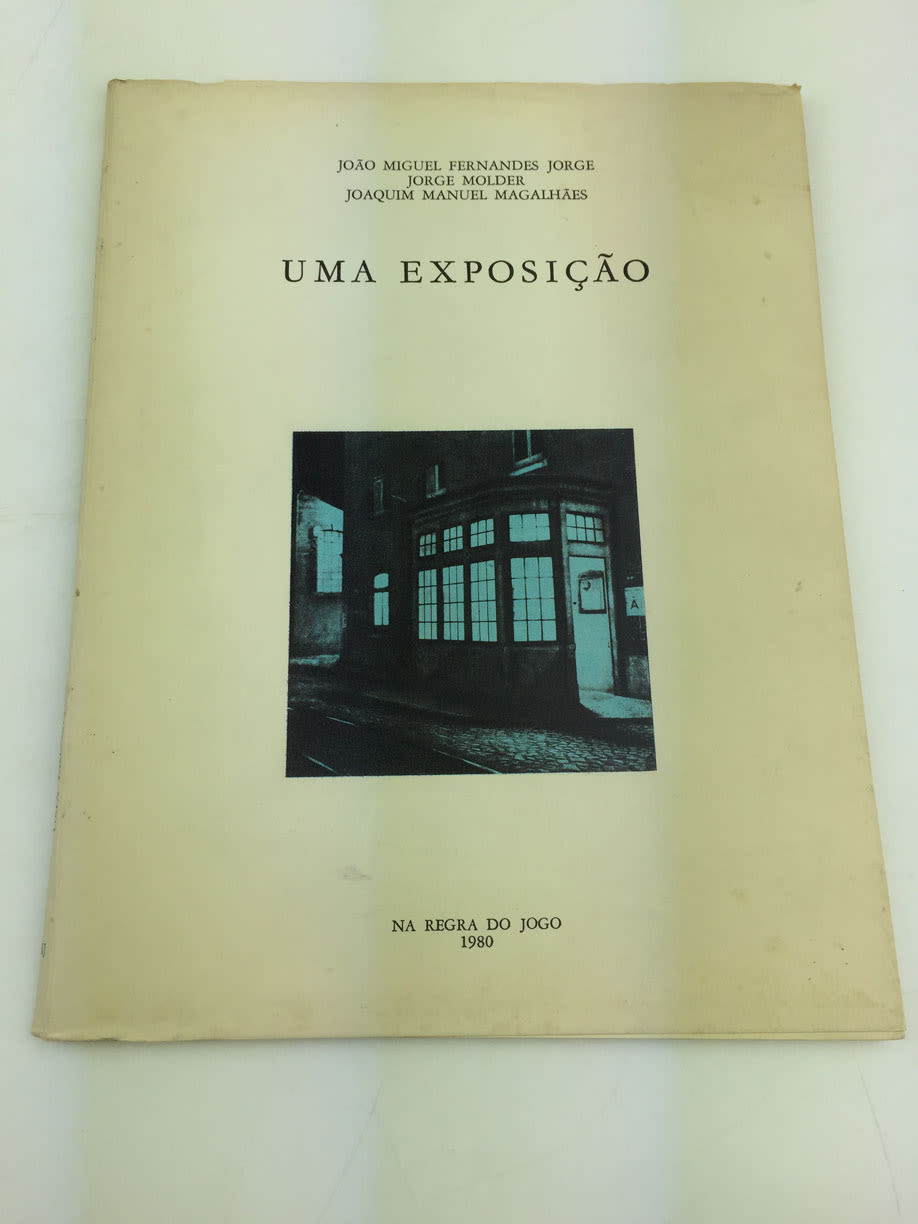 JOÃO MIGUEL FERNANDES JORGE
JORGE MOLDER
JOAQUIM MANUEL MAGALHÃES
UMA EXPOSIÇÃO
À
NA REGRA DO JOGO
1980